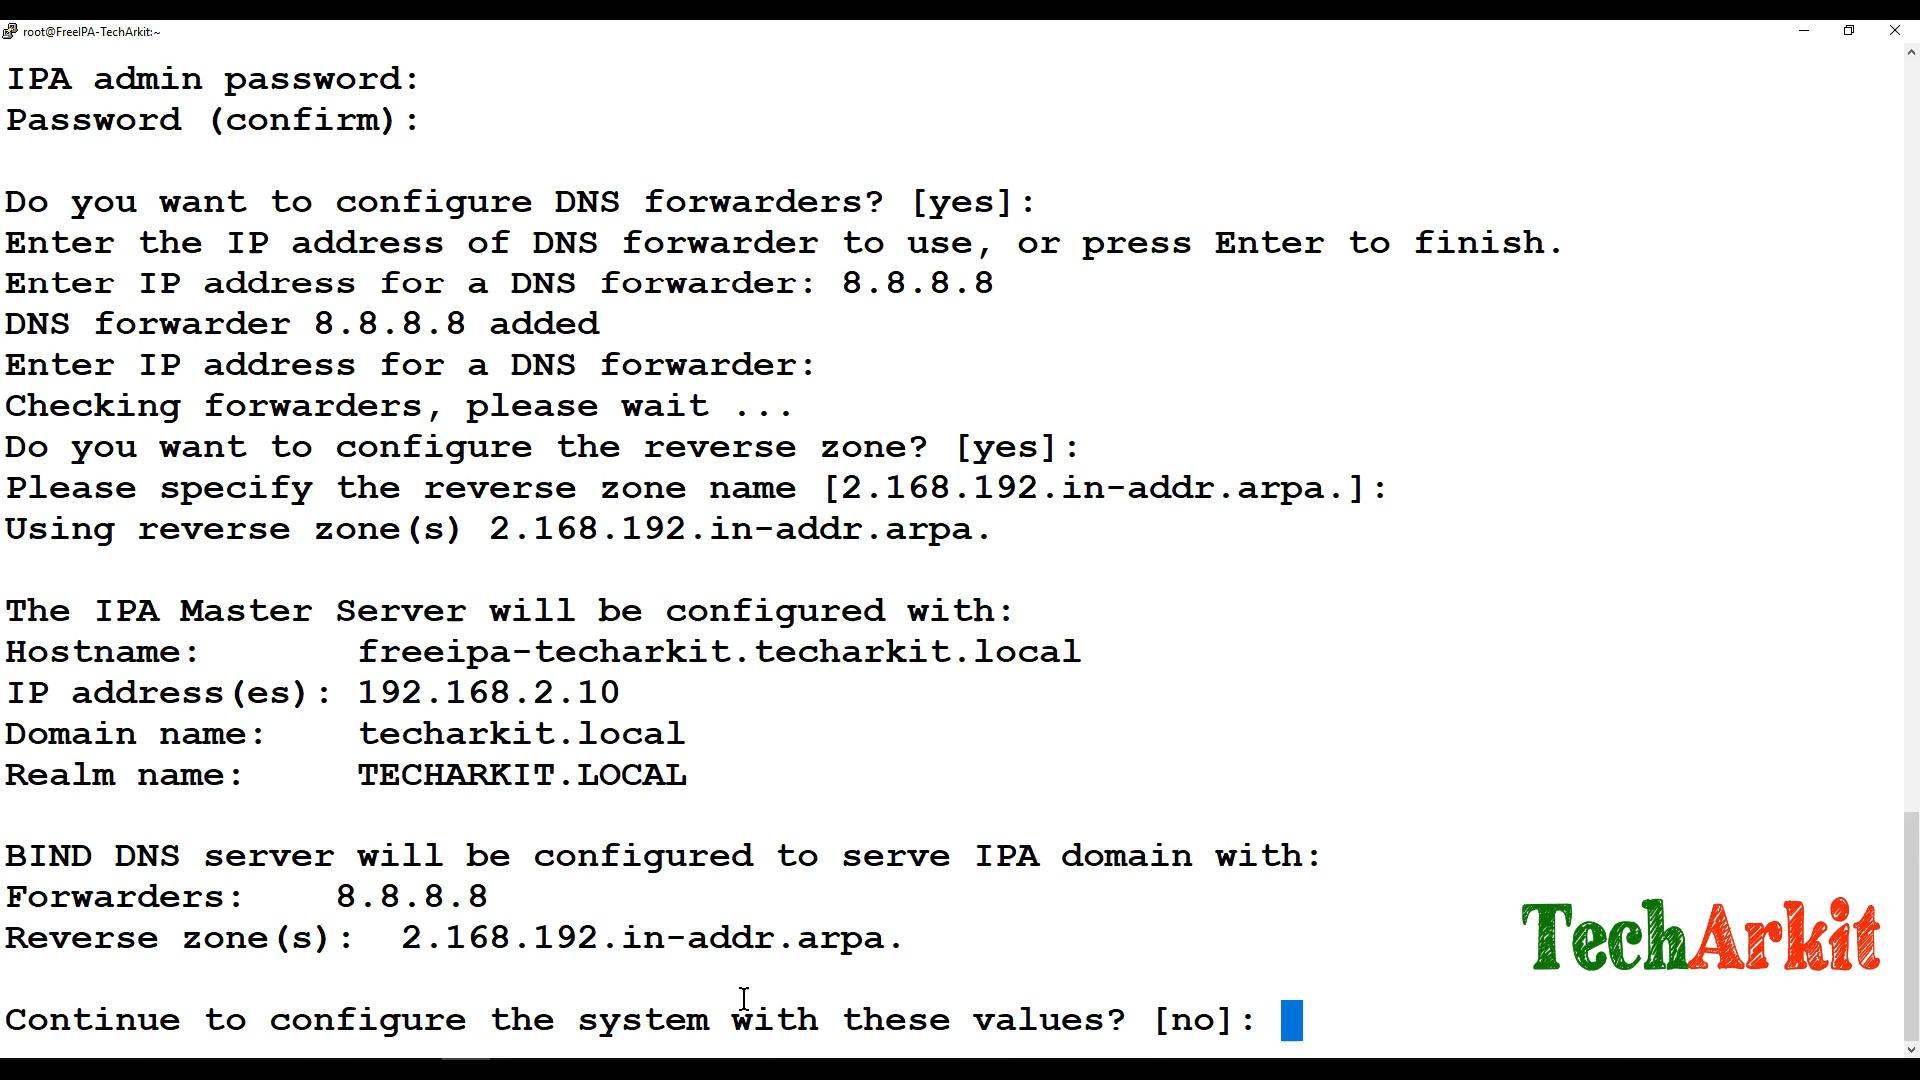 root@FreeIPA-TechArkit:~
IPA admin password:
Password (confirm):
Do you want to configure DNS forwarders? [yes]:
Enter the IP address of DNS forwarder to use, or press Enter to finish.
Enter IP address for a DNS forwarder: 8.8.8.8
DNS forwarder 8.8.8.8 added
Enter IP address for a DNS forwarder:
Checking forwarders, please wait ...
Do you want to configure the reverse zone? [yes]:
Please specify the reverse zone name [2.168.192.in-addr.arpa.]:
Using reverse zone(s) 2.168.192.in-addr.arpa.
The IPA Master Server will be configured with:
Hostname:       freeipa-techarkit.techarkit.local
IP address(es): 192.168.2.10
Domain name:    techarkit.local
Realm name:     TECHARKIT.LOCAL
BIND DNS server will be configured to serve IPA domain with:
Forwarders:    8.8.8.8
Reverse zone(s):  2.168.192.in-addr.arpa.
TechArkit
Continue to configure the system with these values? [no]: